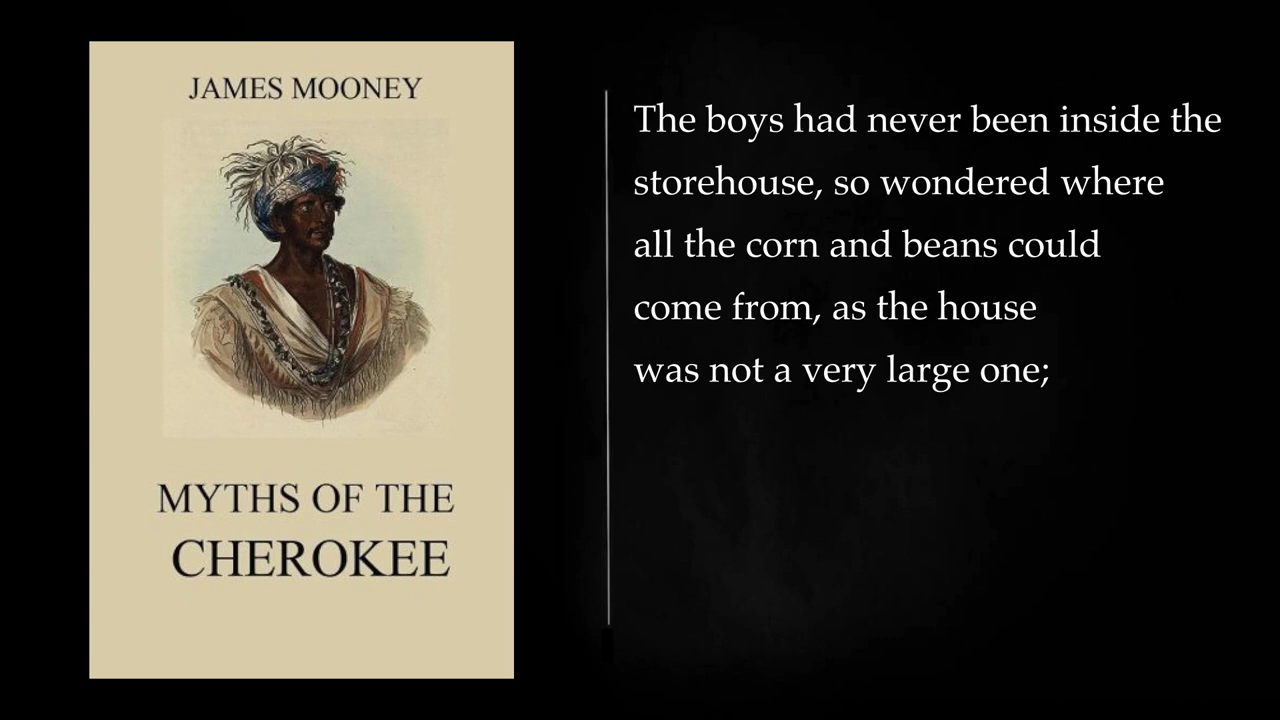 JAMES MOONEY
MYTHS OF THE
CHEROKEE
The boys had never been inside the
storehouse, so wondered where
all the corn and beans could
come from, as the house
was not a very large one;